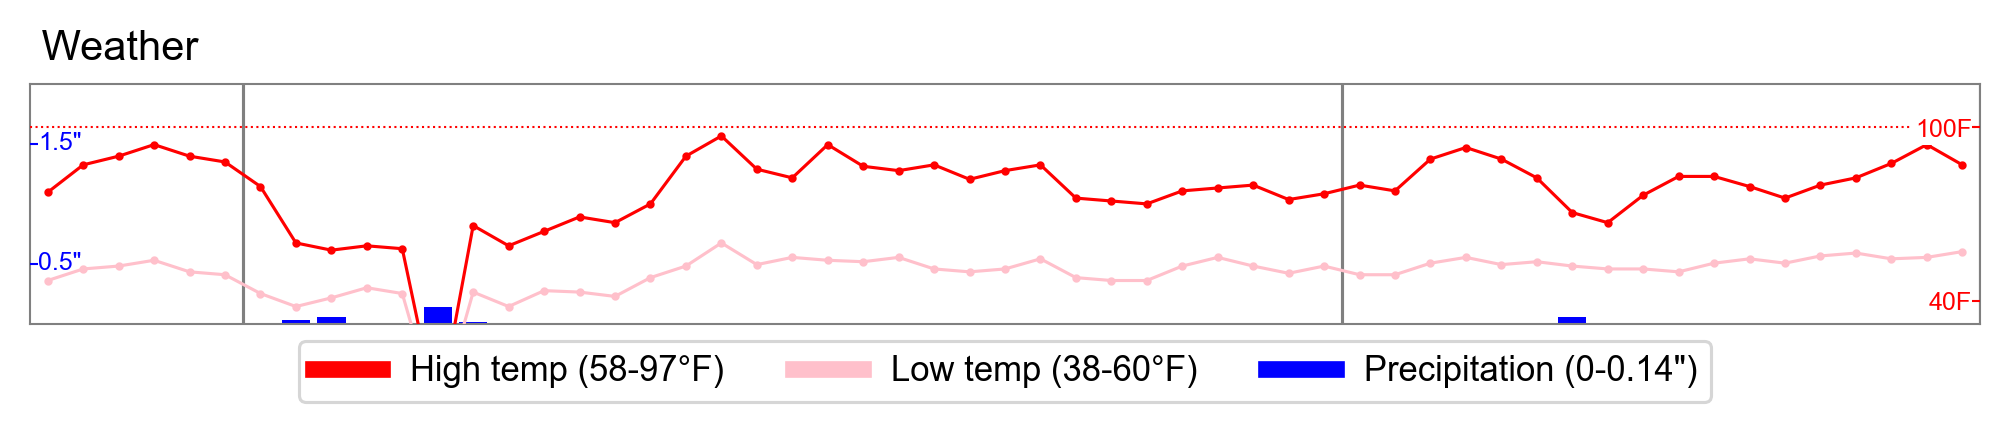 Weather
1.5"
100F
0.5"
40F
High temp (58-97°F)
Low temp (38-60°F)
Precipitation (0-0.14")